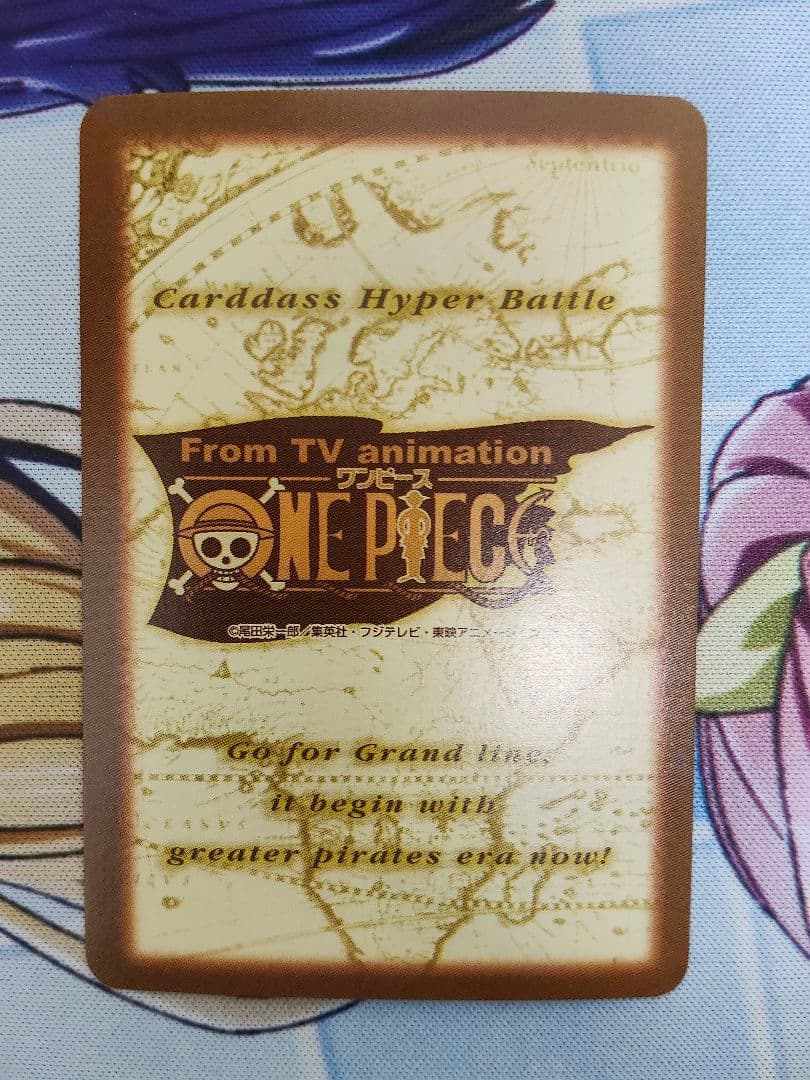 Septentrio
Carddass Hyper Battle
From TV animation
ワンピース
ONE PIECE
©尾田栄一郎／集英社・フジテレビ・東映アニメーション
Go for Grand line,
it begin with
greater pirates era now!